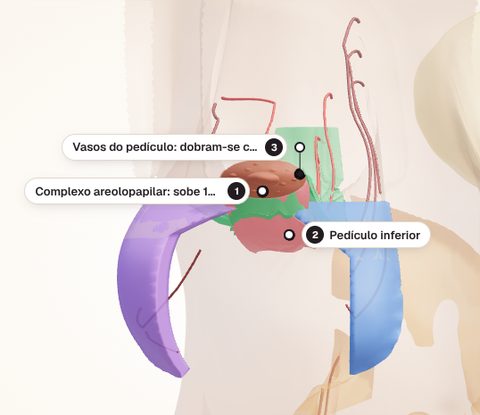 Vasos do pedículo: dobram-se c... 3
Complexo areolopapilar: sobe 1... 1
2 Pedículo inferior